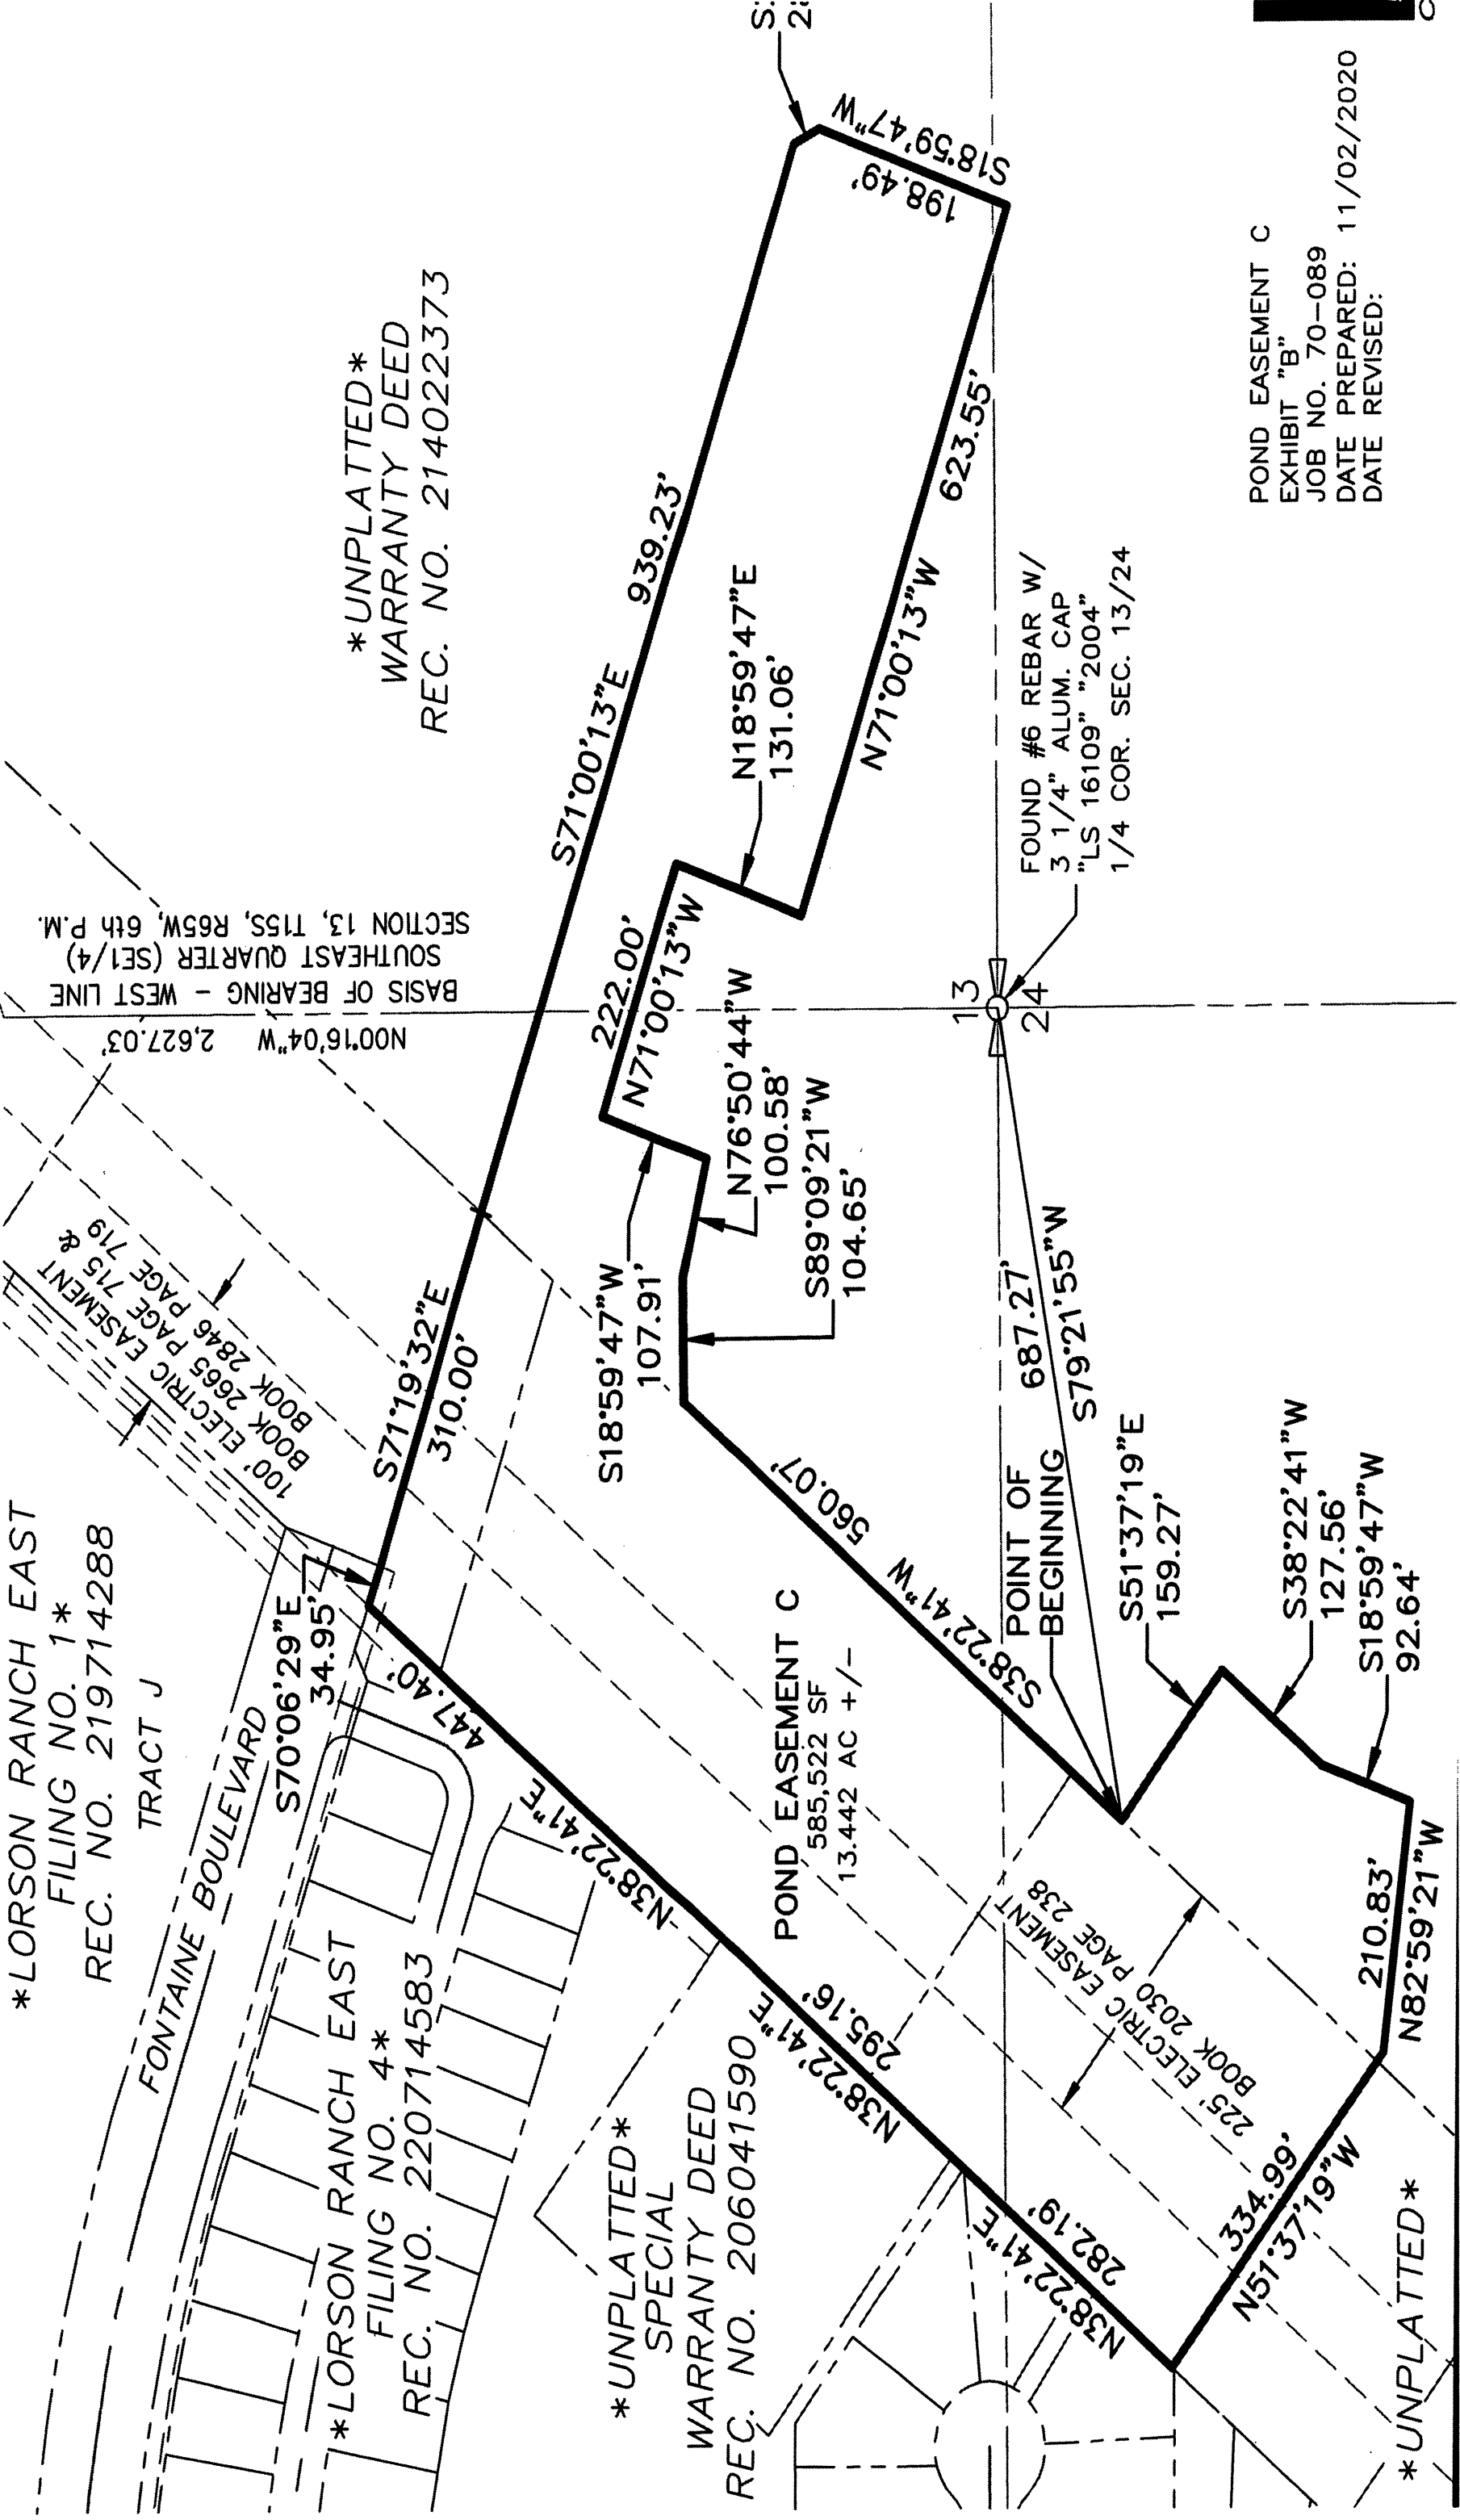 *LORSON RANCH EAST
FILING NO. 1*
REC. NO. 219714288
TRACT J
FONTAINE BOULEVARD
*LORSON RANCH EAST
FILING NO. 4*
REC. NO. 220714583
*UNPLATTED*
SPECIAL
WARRANTY DEED
REC. NO. 206041590
100' ELECTRIC EASEMENT
BOOK 2665 PAGE 715 &
BOOK 2846 PAGE 719
N00°16'04"W 2,627.03'
BASIS OF BEARING - WEST LINE
SOUTHEAST QUARTER (SE1/4)
SECTION 13, T15S, R65W, 6th P.M.
*UNPLATTED*
WARRANTY DEED
REC. NO. 214022373
S70°06'29"E
34.95'
S71°19'32"E
310.00'
S71°00'13"E 939.23'
S18°59'47"W
198.49'
N71°00'13"W 623.55'
N18°59'47"E
131.06'
222.00'
N71°00'13"W
S18°59'47"W
107.91'
N76°50'44"W
100.58'
S89°09'21"W
104.65'
560.07'
S38°22'41"W
447.40'
N38°22'41"E
295.16'
N38°22'41"E
282.19'
N38°22'41"E
POND EASEMENT C
585,522 SF
13.442 AC +/-
225' ELECTRIC EASEMENT
BOOK 2030 PAGE 238
334.99'
N51°37'19"W
210.83'
N82°59'21"W
S18°59'47"W
92.64'
S38°22'41"W
127.56'
S51°37'19"E
159.27'
POINT OF
BEGINNING
687.27'
S79°21'55"W
13
24
FOUND #6 REBAR W/
3 1/4" ALUM. CAP
"LS 16109" "2004"
1/4 COR. SEC. 13/24
*UNPLATTED*
POND EASEMENT C
EXHIBIT "B"
JOB NO. 70-089
DATE PREPARED: 11/02/2020
DATE REVISED: